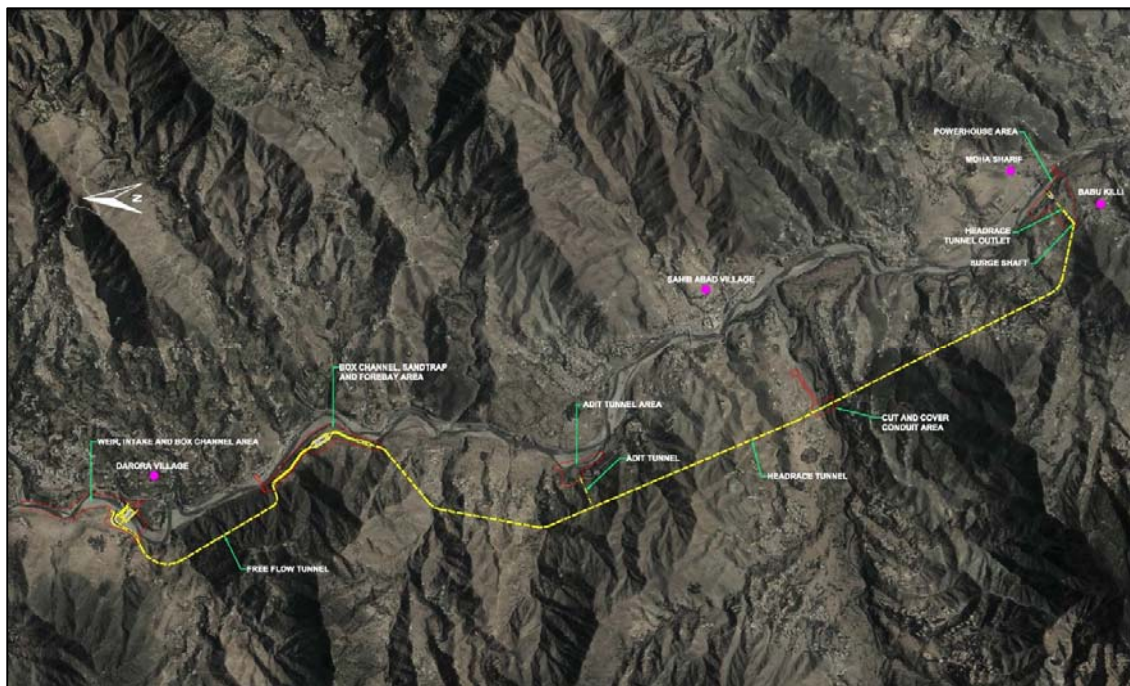 POWERHOUSE AREA
MOHA SHARIF
BABU KILLI
N
HEADRACE
TUNNEL OUTLET
SURGE SHAFT
SAHIB ABAD VILLAGE
BOX CHANNEL, SANDTRAP
AND FOREBAY AREA
ADIT TUNNEL AREA
CUT AND COVER
CONDUIT AREA
WEIR, INTAKE AND BOX CHANNEL AREA
DARORA VILLAGE
ADIT TUNNEL
HEADRACE TUNNEL
FREE FLOW TUNNEL